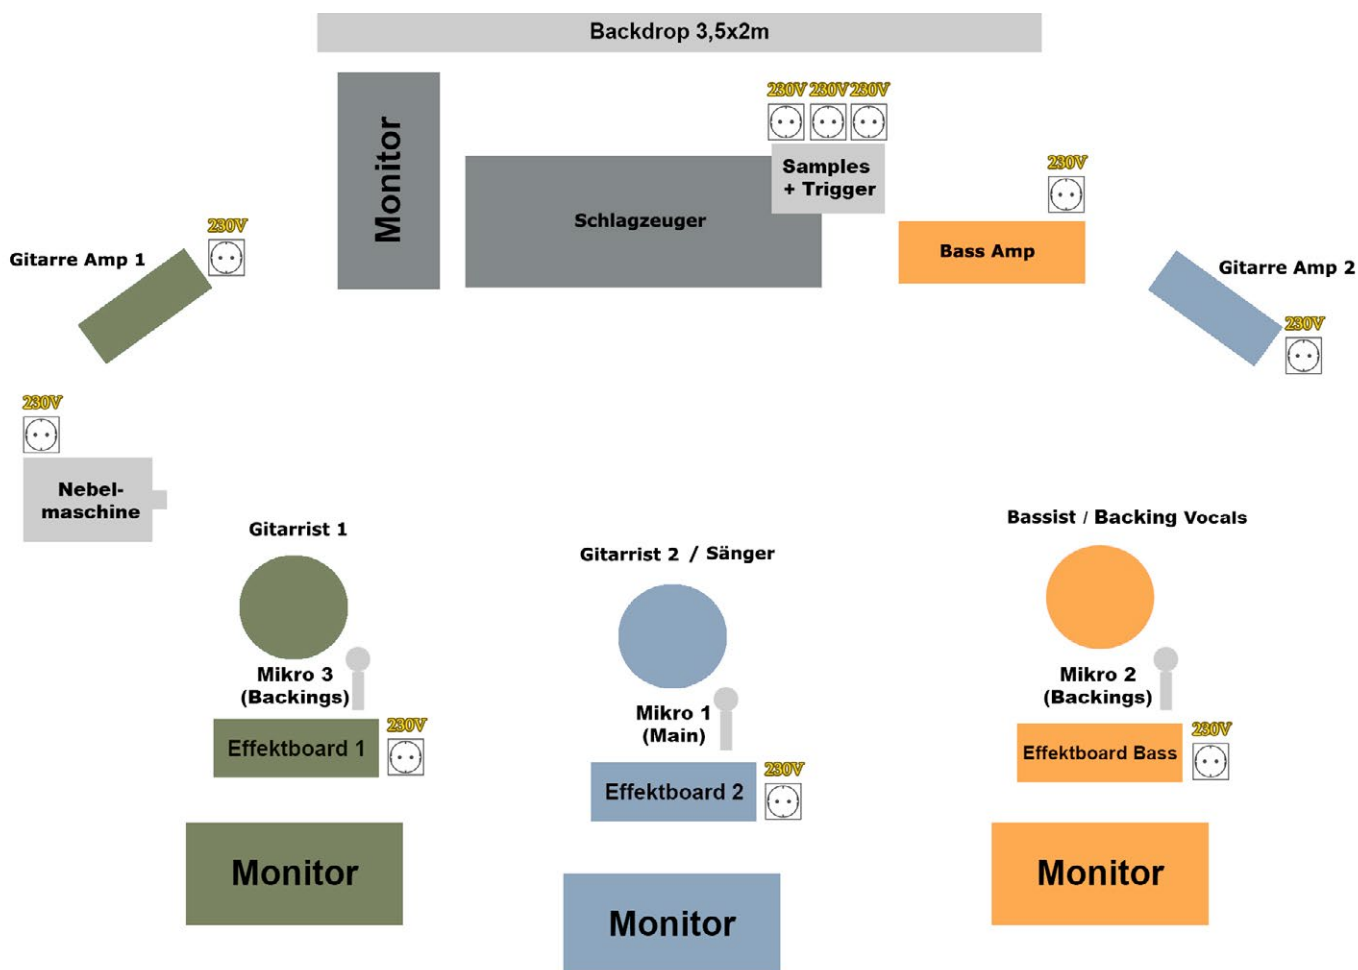 Backdrop 3,5x2m
230V 230V 230V
Monitor
Samples
+ Trigger
230V
Schlagzeuger
230V
Bass Amp
Gitarre Amp 1
Gitarre Amp 2
230V
230V
Nebel-
maschine
Gitarrist 1
Gitarrist 2 / Sänger
Bassist / Backing Vocals
Mikro 3
(Backings)
Mikro 1
(Main)
Mikro 2
(Backings)
230V
Effektboard 1
230V
Effektboard 2
230V
Effektboard Bass
Monitor
Monitor
Monitor